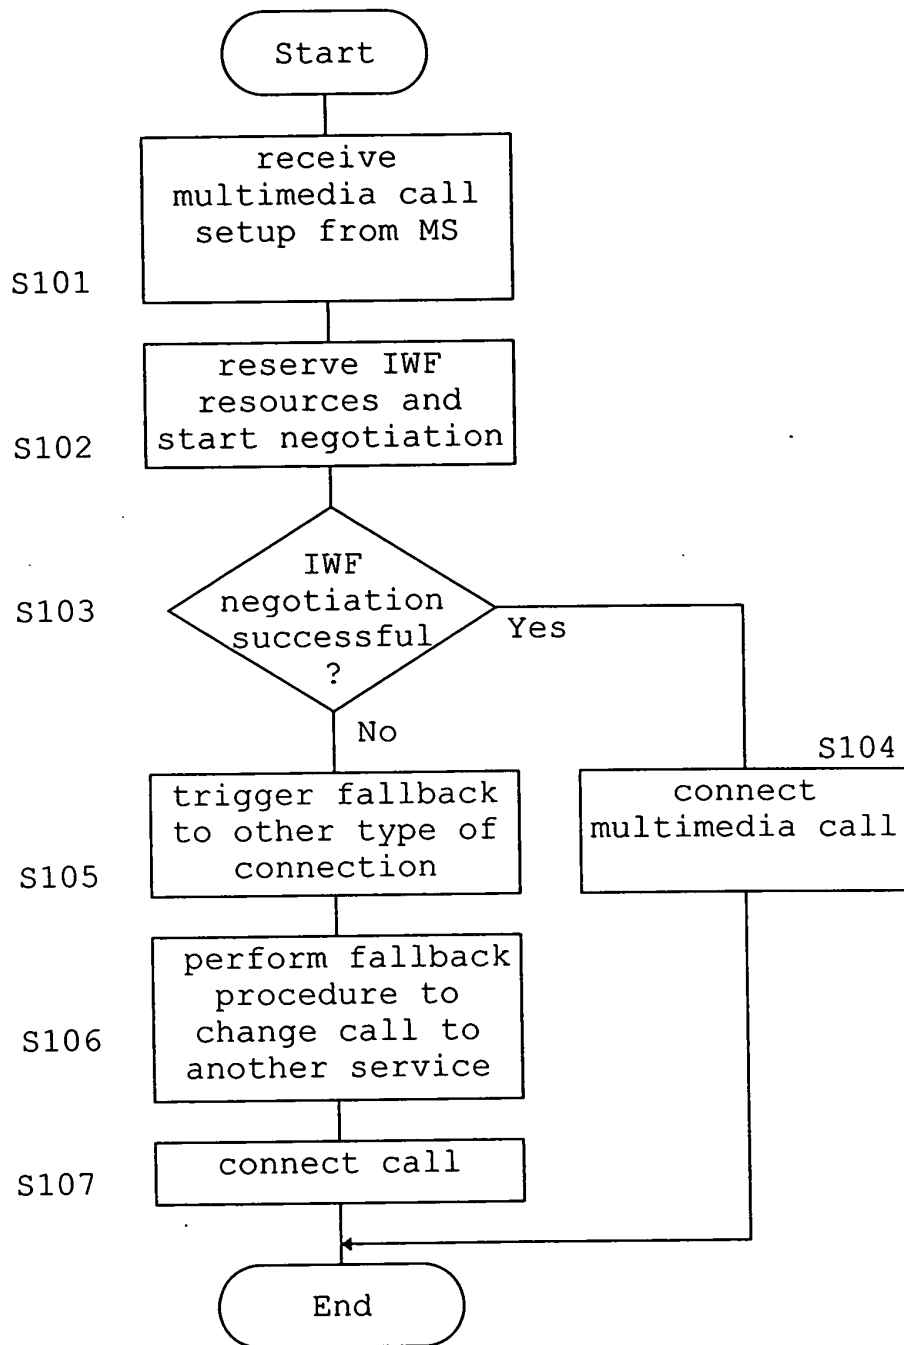 Start
receive
multimedia call
setup from MS
S101
reserve IWF
resources and
start negotiation
S102
IWF
negotiation
successful
?
S103
Yes
No
S104
connect
multimedia call
trigger fallback
to other type of
connection
S105
perform fallback
procedure to
change call to
another service
S106
connect call
S107
End